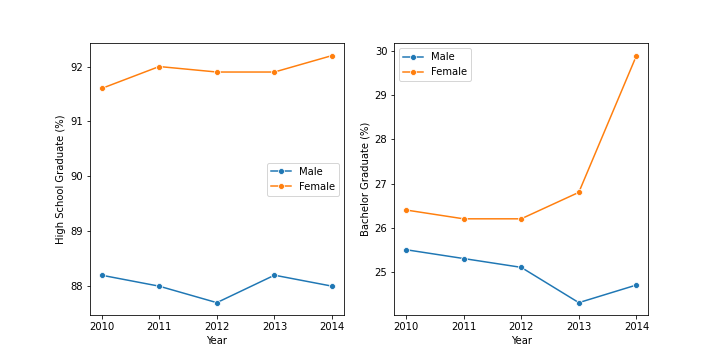 High School Graduate (%)
92
91
90
89
88
Male
Female
2010 2011 2012 2013 2014
Year
Bachelor Graduate (%)
30
29
28
27
26
25
Male
Female
2010 2011 2012 2013 2014
Year